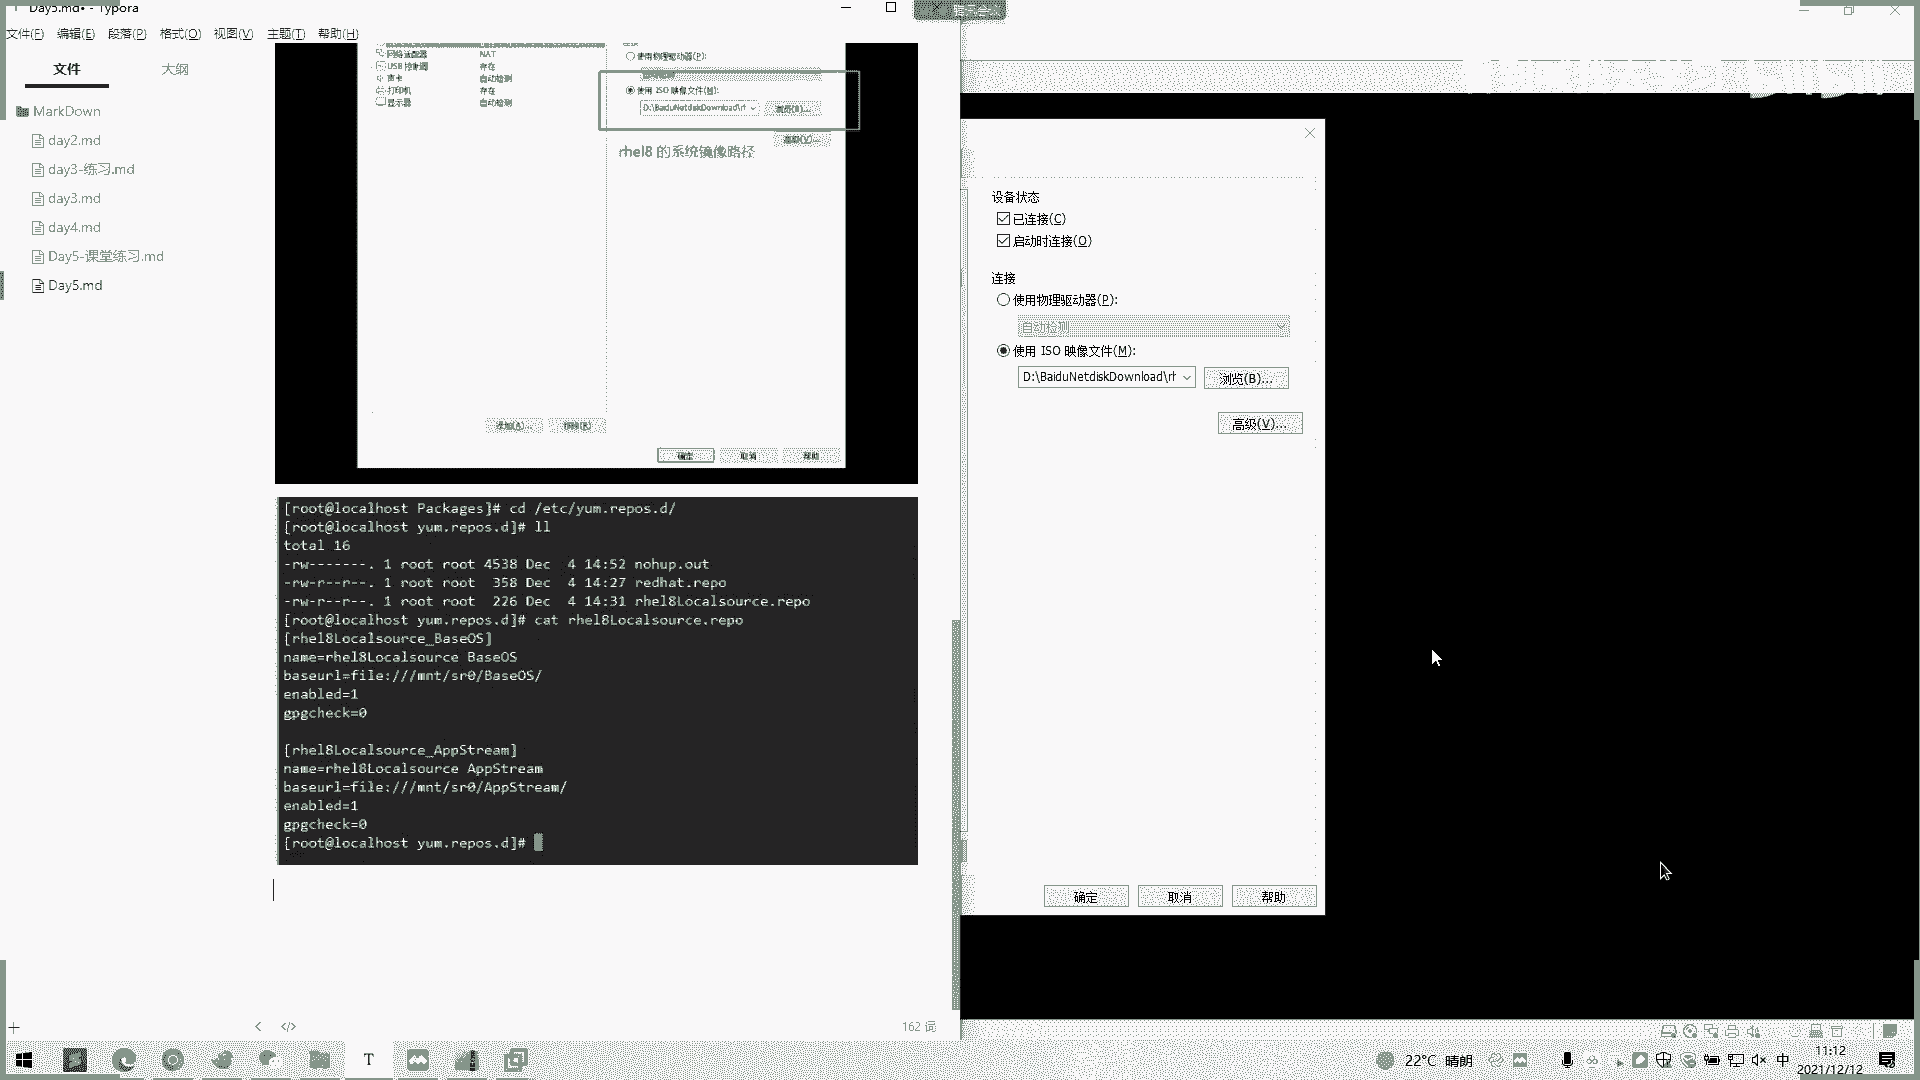 Day5.md• - Typora
文件(F) 编辑(E) 段落(P) 格式(O) 视图(V) 主题(T) 帮助(H)
文件 大纲
MarkDown
day2.md
day3-练习.md
day3.md
day4.md
Day5-课堂练习.md
Day5.md
网络适配器 NAT
USB 控制器 存在
声卡 自动检测
打印机 存在
显示器 自动检测
使用物理驱动器(P):
使用 ISO 映像文件(M):
D:\BaiduNetdiskDownload\rh 浏览(B)...
高级(V)...
rhel8 的系统镜像路径
添加(A)... 移除(R)
确定 取消 帮助
[root@localhost Packages]# cd /etc/yum.repos.d/
[root@localhost yum.repos.d]# ll
total 16
-rw-------. 1 root root 4538 Dec  4 14:52 nohup.out
-rw-r--r--. 1 root root  358 Dec  4 14:27 redhat.repo
-rw-r--r--. 1 root root  226 Dec  4 14:31 rhel8Localsource.repo
[root@localhost yum.repos.d]# cat rhel8Localsource.repo
[rhel8Localsource_BaseOS]
name=rhel8Localsource BaseOS
baseurl=file:///mnt/sr0/BaseOS/
enabled=1
gpgcheck=0
[rhel8Localsource_AppStream]
name=rhel8Localsource AppStream
baseurl=file:///mnt/sr0/AppStream/
enabled=1
gpgcheck=0
[root@localhost yum.repos.d]#
162 词
设备状态
已连接(C)
启动时连接(O)
连接
使用物理驱动器(P):
自动检测
使用 ISO 映像文件(M):
D:\BaiduNetdiskDownload\rh 浏览(B)...
高级(V)...
确定 取消 帮助
22°C 晴朗
中
11:12
2021/12/12